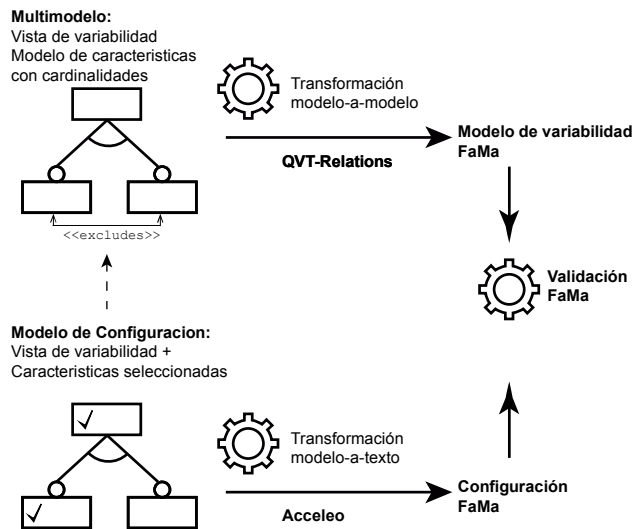 Multimodelo:
Vista de variabilidad
Modelo de caracteristicas
con cardinalidades
Transformación
modelo-a-modelo
QVT-Relations
Modelo de variabilidad
FaMa
<<excludes>>
Validación
FaMa
Modelo de Configuracion:
Vista de variabilidad +
Caracteristicas seleccionadas
Transformación
modelo-a-texto
Acceleo
Configuración
FaMa